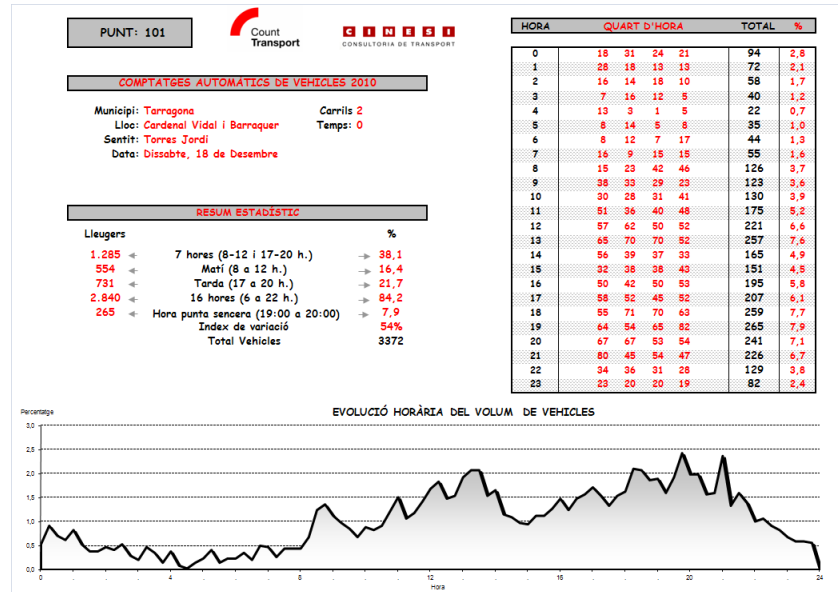 PUNT: 101
Count
Transport
CINESI
CONSULTORIA DE TRANSPORT
COMPTATGES AUTOMÀTICS DE VEHICLES 2010
Municipi: Tarragona Carrils 2
Lloc: Cardenal Vidal i Barraquer Temps: 0
Sentit: Torres Jordi
Data: Dissabte, 18 de Desembre
RESUM ESTADÍSTIC
Lleugers %
1.285 7 hores (8-12 i 17-20 h.) 38,1
554 Matí (8 a 12 h.) 16,4
731 Tarda (17 a 20 h.) 21,7
2.840 16 hores (6 a 22 h.) 84,2
265 Hora punta sencera (19:00 a 20:00) 7,9
Index de variació 54%
Total Vehicles 3372
HORA QUART D'HORA TOTAL %
0 18 31 24 21 94 2,8
1 28 18 13 13 72 2,1
2 16 14 18 10 58 1,7
3 7 16 12 5 40 1,2
4 13 3 1 5 22 0,7
5 8 14 5 8 35 1,0
6 8 12 7 17 44 1,3
7 16 9 15 15 55 1,6
8 15 23 42 46 126 3,7
9 38 33 29 23 123 3,6
10 30 28 31 41 130 3,9
11 51 36 40 48 175 5,2
12 57 62 50 52 221 6,6
13 65 70 70 52 257 7,6
14 56 39 37 33 165 4,9
15 32 38 38 43 151 4,5
16 50 42 50 53 195 5,8
17 58 52 45 52 207 6,1
18 55 71 70 63 259 7,7
19 64 54 65 82 265 7,9
20 67 67 53 54 241 7,1
21 80 45 54 47 226 6,7
22 34 36 31 28 129 3,8
23 23 20 20 19 82 2,4
Percentatge
EVOLUCIÓ HORÀRIA DEL VOLUM DE VEHICLES
3,0
2,5
2,0
1,5
1,0
0,5
0,0
0 . . . 4 . . . 8 . . . 12 . . . 16 . . . 20 . . . 24
Hora